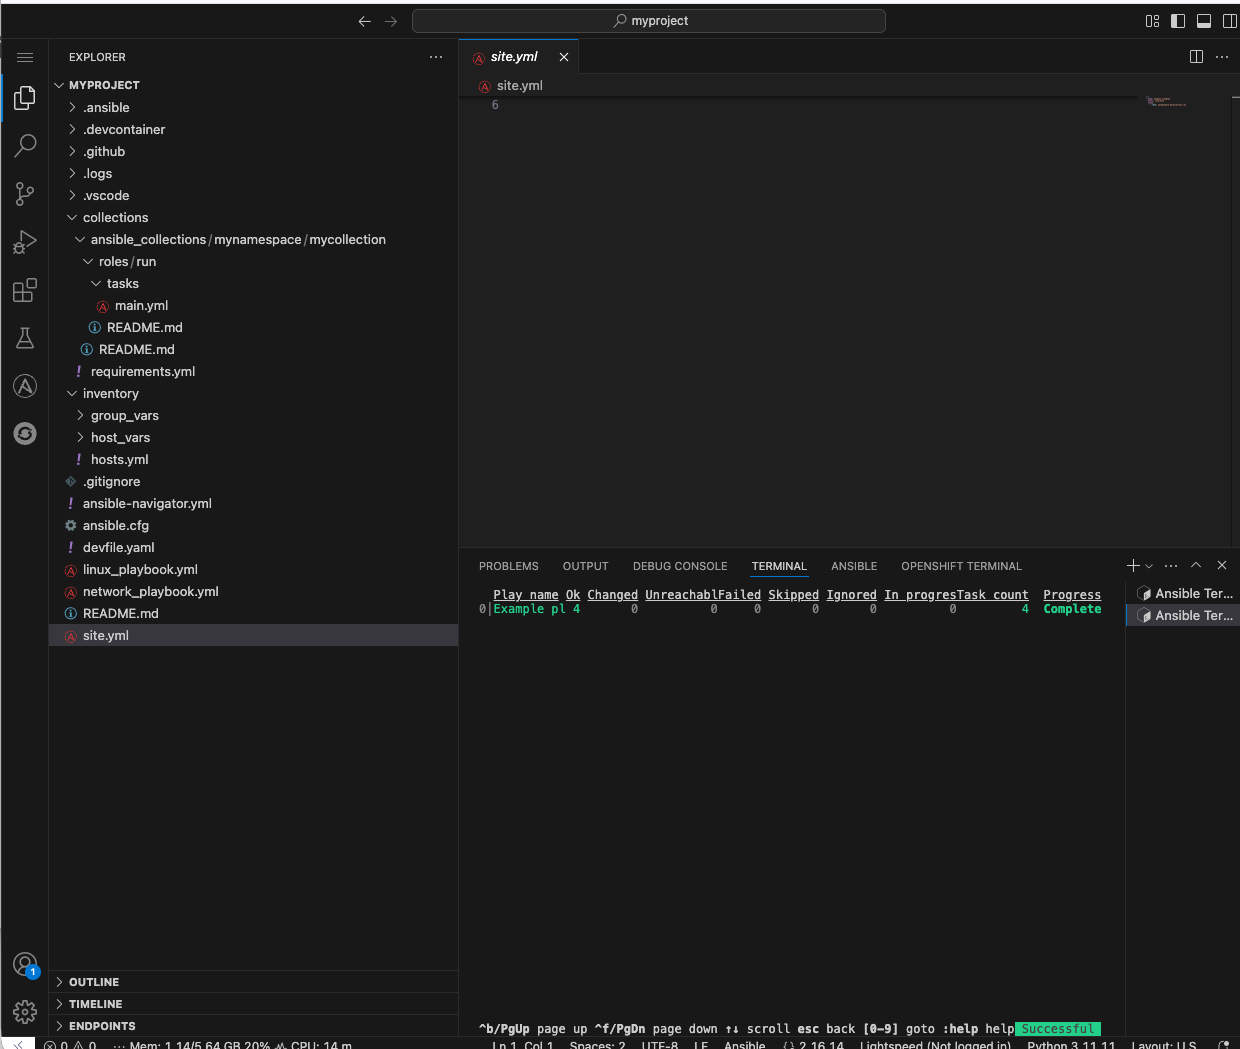 myproject
EXPLORER
MYPROJECT
.ansible
.devcontainer
.github
.logs
.vscode
collections
ansible_collections/mynamespace/mycollection
roles/run
tasks
main.yml
README.md
README.md
requirements.yml
inventory
group_vars
host_vars
hosts.yml
.gitignore
ansible-navigator.yml
ansible.cfg
devfile.yaml
linux_playbook.yml
network_playbook.yml
README.md
site.yml
OUTLINE
TIMELINE
ENDPOINTS
1
site.yml
site.yml
6
PROBLEMS OUTPUT DEBUG CONSOLE TERMINAL ANSIBLE OPENSHIFT TERMINAL
Play name Ok Changed UnreachablFailed Skipped Ignored In progresTask count Progress
0|Example pl 4 0 0 0 0 0 0 4 Complete
Ansible Ter...
Ansible Ter...
^b/PgUp page up ^f/PgDn page down ↑↓ scroll esc back [0-9] goto :help help Successful
0 0 ... Mem: 1.14/5.64 GB 20% CPU: 14 m Ln 1, Col 1 Spaces: 2 UTF-8 LF Ansible {} 2.16.14 Lightspeed (Not logged in) Python 3.11.11 Layout: U.S.